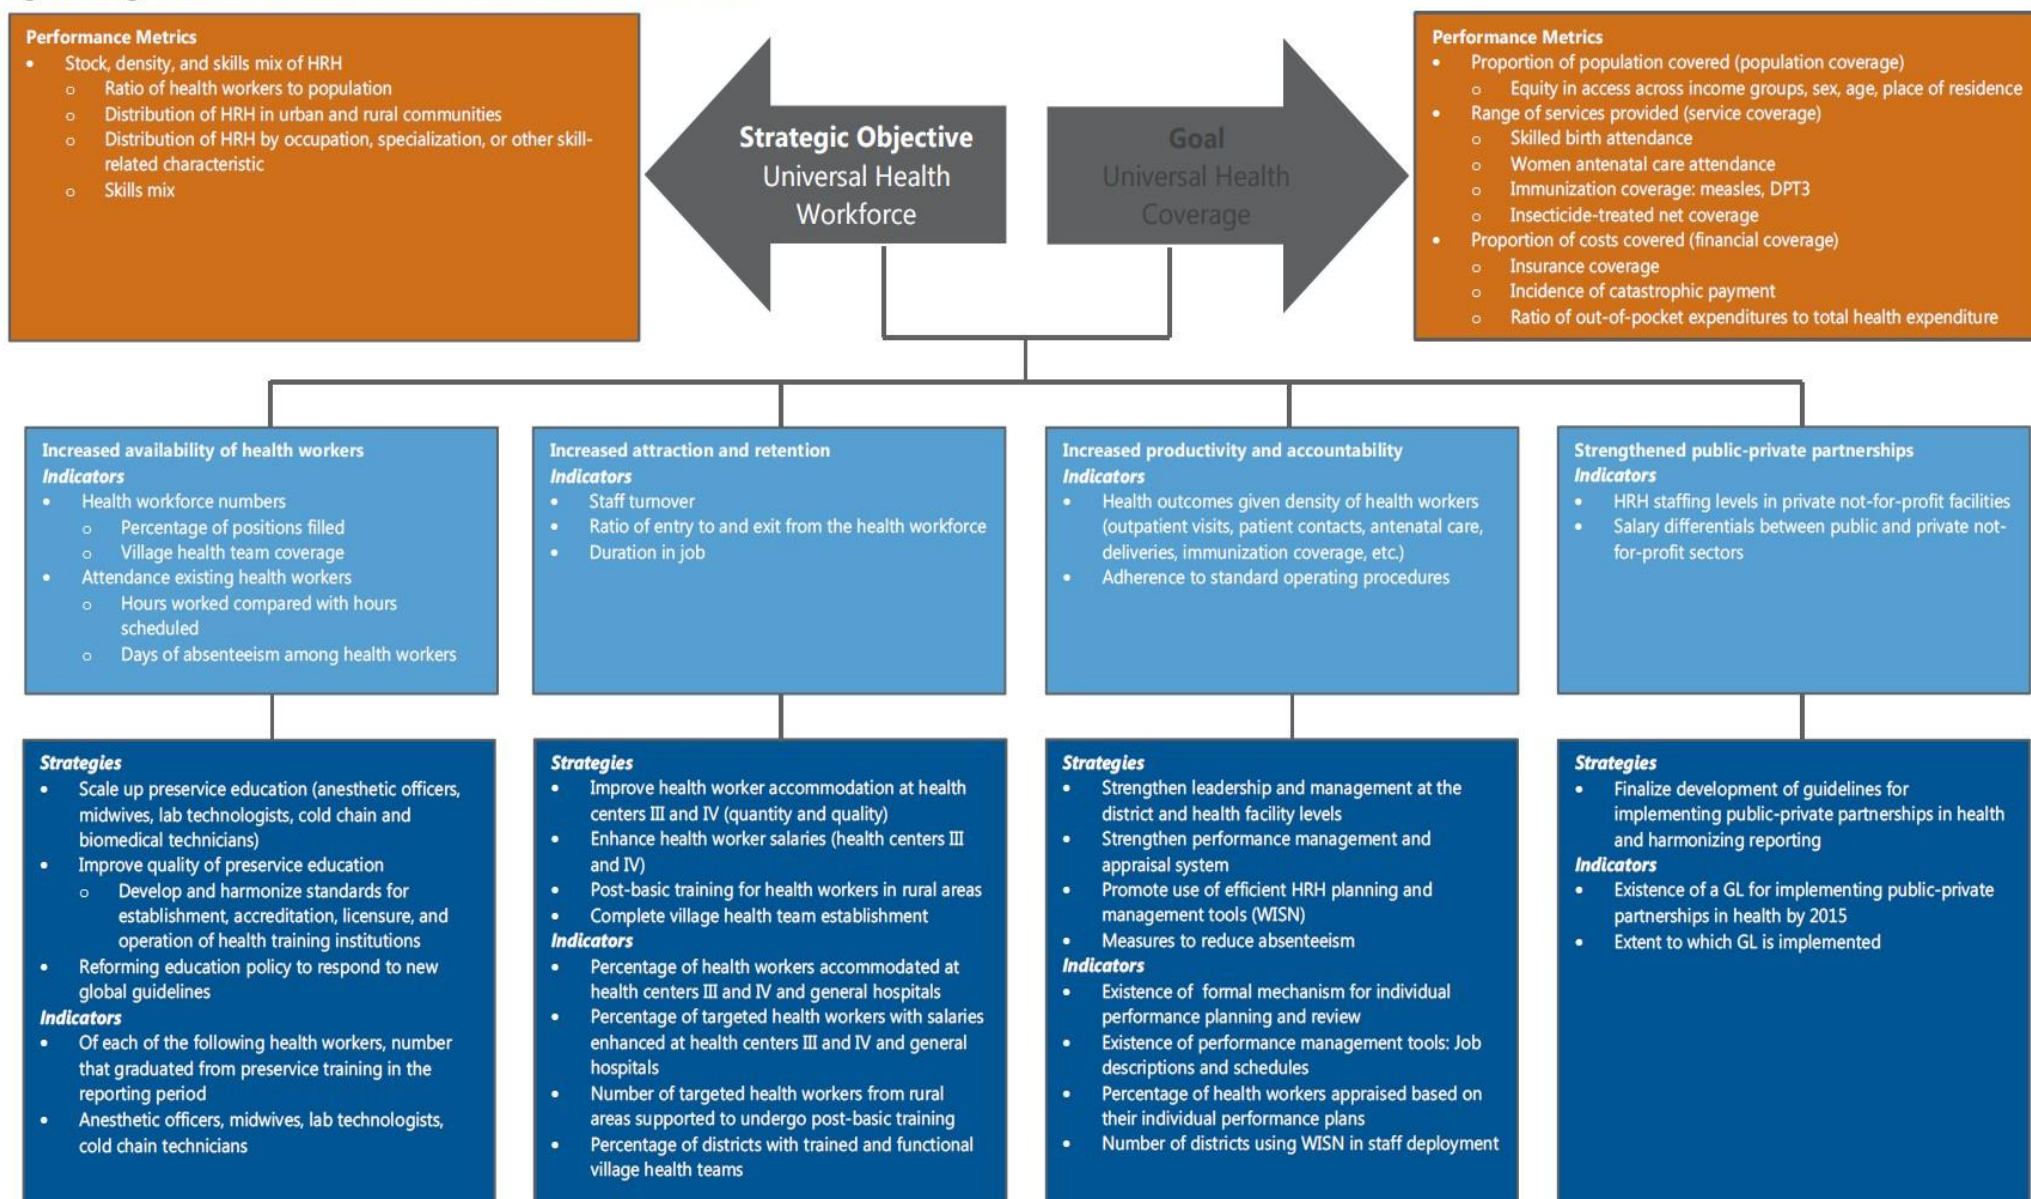 Performance Metrics
• Stock, density, and skills mix of HRH
o Ratio of health workers to population
o Distribution of HRH in urban and rural communities
o Distribution of HRH by occupation, specialization, or other skill-
related characteristic
o Skills mix
Strategic Objective
Universal Health
Workforce
Goal
Universal Health
Coverage
Performance Metrics
• Proportion of population covered (population coverage)
o Equity in access across income groups, sex, age, place of residence
• Range of services provided (service coverage)
o Skilled birth attendance
o Women antenatal care attendance
o Immunization coverage: measles, DPT3
o Insecticide-treated net coverage
• Proportion of costs covered (financial coverage)
o Insurance coverage
o Incidence of catastrophic payment
o Ratio of out-of-pocket expenditures to total health expenditure
Increased availability of health workers
Indicators
• Health workforce numbers
o Percentage of positions filled
o Village health team coverage
• Attendance existing health workers
o Hours worked compared with hours
scheduled
o Days of absenteeism among health workers
Increased attraction and retention
Indicators
• Staff turnover
• Ratio of entry to and exit from the health workforce
• Duration in job
Increased productivity and accountability
Indicators
• Health outcomes given density of health workers
(outpatient visits, patient contacts, antenatal care,
deliveries, immunization coverage, etc.)
• Adherence to standard operating procedures
Strengthened public-private partnerships
Indicators
• HRH staffing levels in private not-for-profit facilities
• Salary differentials between public and private not-
for-profit sectors
Strategies
• Scale up preservice education (anesthetic officers,
midwives, lab technologists, cold chain and
biomedical technicians)
• Improve quality of preservice education
o Develop and harmonize standards for
establishment, accreditation, licensure, and
operation of health training institutions
• Reforming education policy to respond to new
global guidelines
Indicators
• Of each of the following health workers, number
that graduated from preservice training in the
reporting period
• Anesthetic officers, midwives, lab technologists,
cold chain technicians
Strategies
• Improve health worker accommodation at health
centers III and IV (quantity and quality)
• Enhance health worker salaries (health centers III
and IV)
• Post-basic training for health workers in rural areas
• Complete village health team establishment
Indicators
• Percentage of health workers accommodated at
health centers III and IV and general hospitals
• Percentage of targeted health workers with salaries
enhanced at health centers III and IV and general
hospitals
• Number of targeted health workers from rural
areas supported to undergo post-basic training
• Percentage of districts with trained and functional
village health teams
Strategies
• Strengthen leadership and management at the
district and health facility levels
• Strengthen performance management and
appraisal system
• Promote use of efficient HRH planning and
management tools (WISN)
• Measures to reduce absenteeism
Indicators
• Existence of formal mechanism for individual
performance planning and review
• Existence of performance management tools: Job
descriptions and schedules
• Percentage of health workers appraised based on
their individual performance plans
• Number of districts using WISN in staff deployment
Strategies
• Finalize development of guidelines for
implementing public-private partnerships in health
and harmonizing reporting
Indicators
• Existence of a GL for implementing public-private
partnerships in health by 2015
• Extent to which GL is implemented